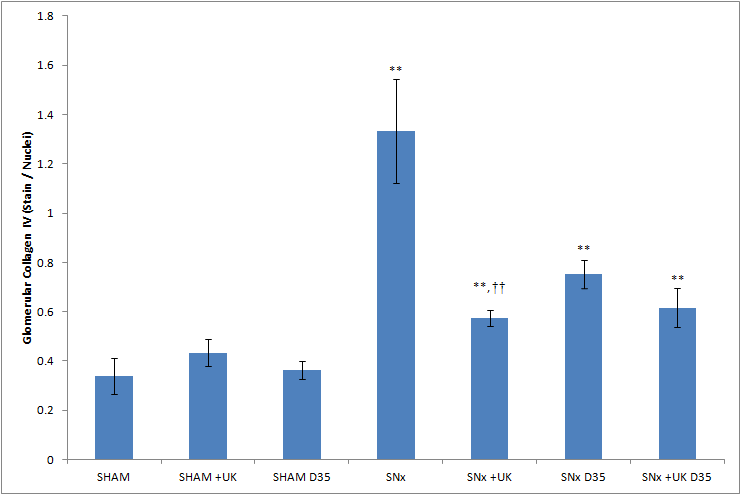 Glomerular Collagen IV (Stain / Nuclei)
1.8
1.6
1.4
1.2
1
0.8
0.6
0.4
0.2
0
**
**,††
**
**
SHAM
SHAM +UK
SHAM D35
SNx
SNx +UK
SNx D35
SNx +UK D35